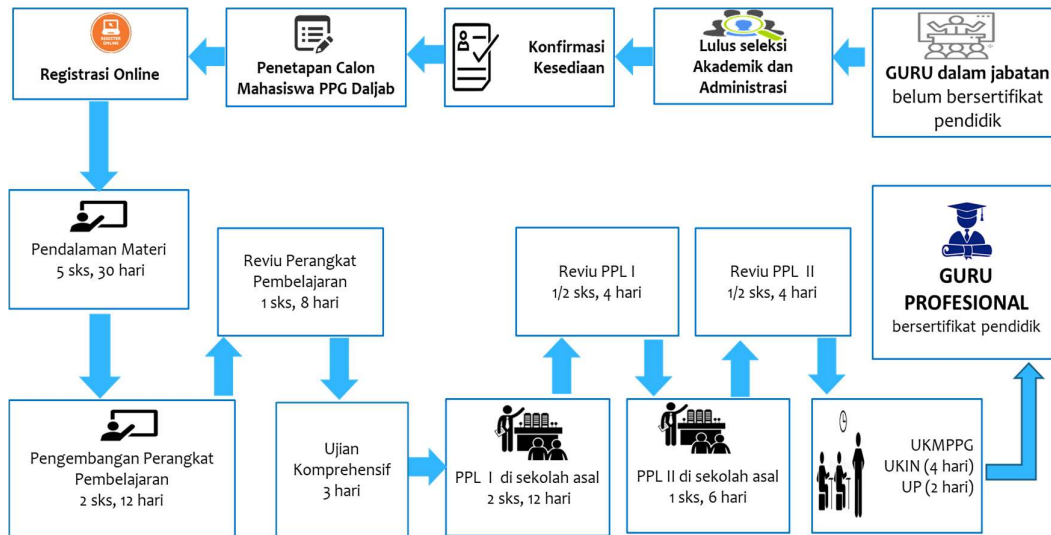 GURU dalam jabatan
belum bersertifikat
pendidik
Lulus seleksi
Akademik dan
Administrasi
Konfirmasi
Kesediaan
Penetapan Calon
Mahasiswa PPG Daljab
REGISTER
ONLINE
Registrasi Online
Pendalaman Materi
5 sks, 30 hari
Pengembangan Perangkat
Pembelajaran
2 sks, 12 hari
Reviu Perangkat
Pembelajaran
1 sks, 8 hari
Ujian
Komprehensif
3 hari
PPL I di sekolah asal
2 sks, 12 hari
Reviu PPL I
1/2 sks, 4 hari
PPL II di sekolah asal
1 sks, 6 hari
Reviu PPL II
1/2 sks, 4 hari
UKMPPG
UKIN (4 hari)
UP (2 hari)
GURU
PROFESIONAL
bersertifikat pendidik